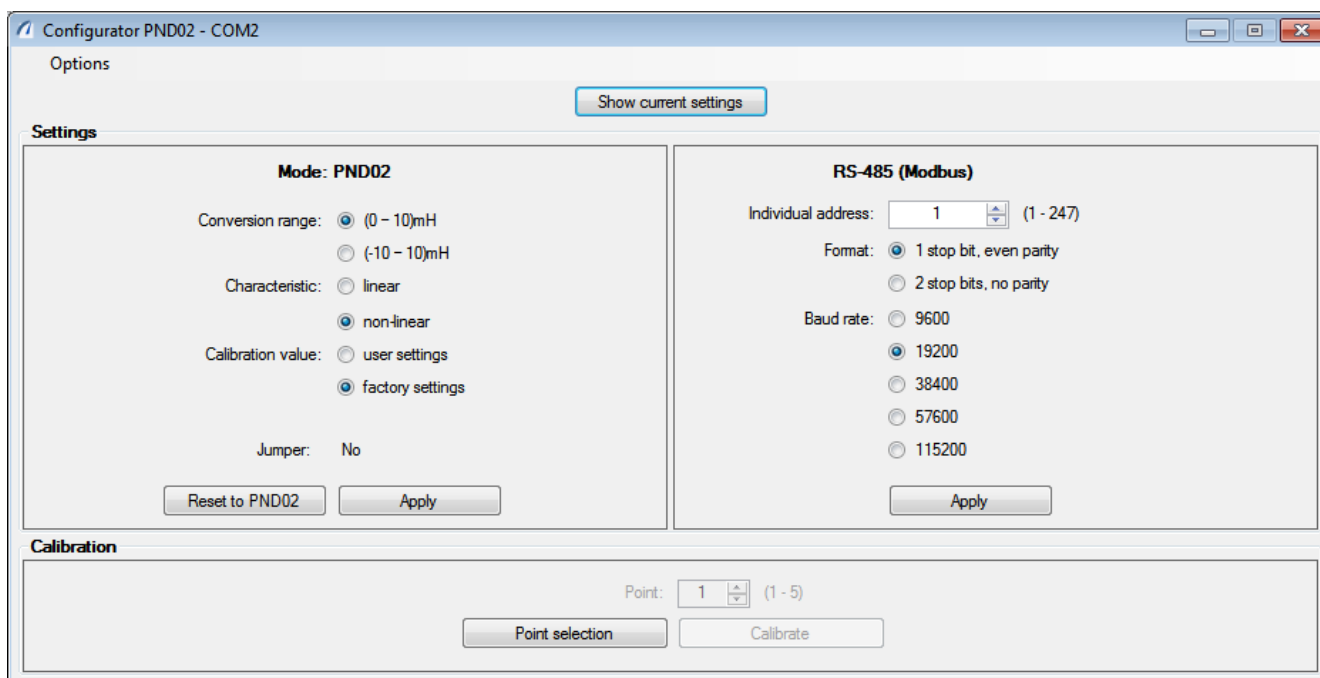 Configurator PND02 - COM2
Options
Show current settings
Settings
Mode: PND02
Conversion range: (0 – 10)mH
(-10 – 10)mH
Characteristic: linear
non-linear
Calibration value: user settings
factory settings
Jumper: No
Reset to PND02 Apply
RS-485 (Modbus)
Individual address: 1 (1 - 247)
Format: 1 stop bit, even parity
2 stop bits, no parity
Baud rate: 9600
19200
38400
57600
115200
Apply
Calibration
Point: 1 (1 - 5)
Point selection Calibrate